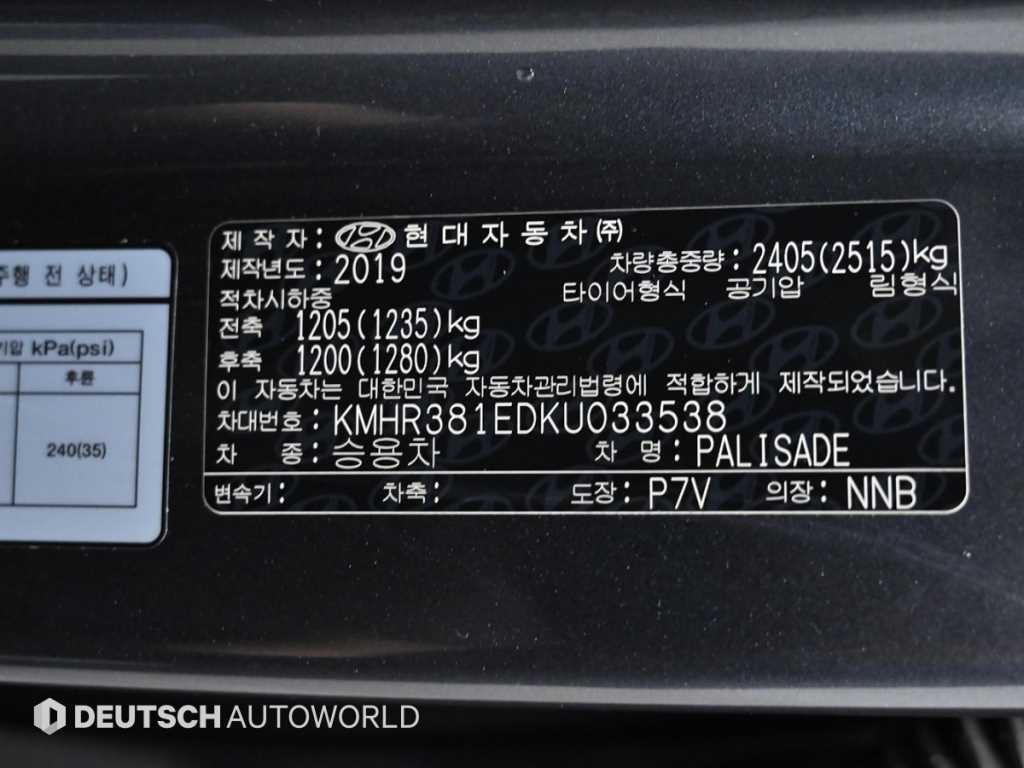 주행 전 상태)
기압 kPa(psi)
후륜
240(35)
제 작 자 : 현 대 자 동 차 ㈜
제작년도 : 2019 차량총중량 : 2405(2515)kg
적차시하중 타이어형식 공기압 림형식
전축 1205(1235)kg
후축 1200(1280)kg
이 자동차는 대한민국 자동차관리법령에 적합하게 제작되었습니다.
차대번호 : KMHR381EDKU033538
차 종 : 승용차 차 명 : PALISADE
변속기 : 차축 : 도장 : P7V 의장 : NNB
DEUTSCH AUTOWORLD